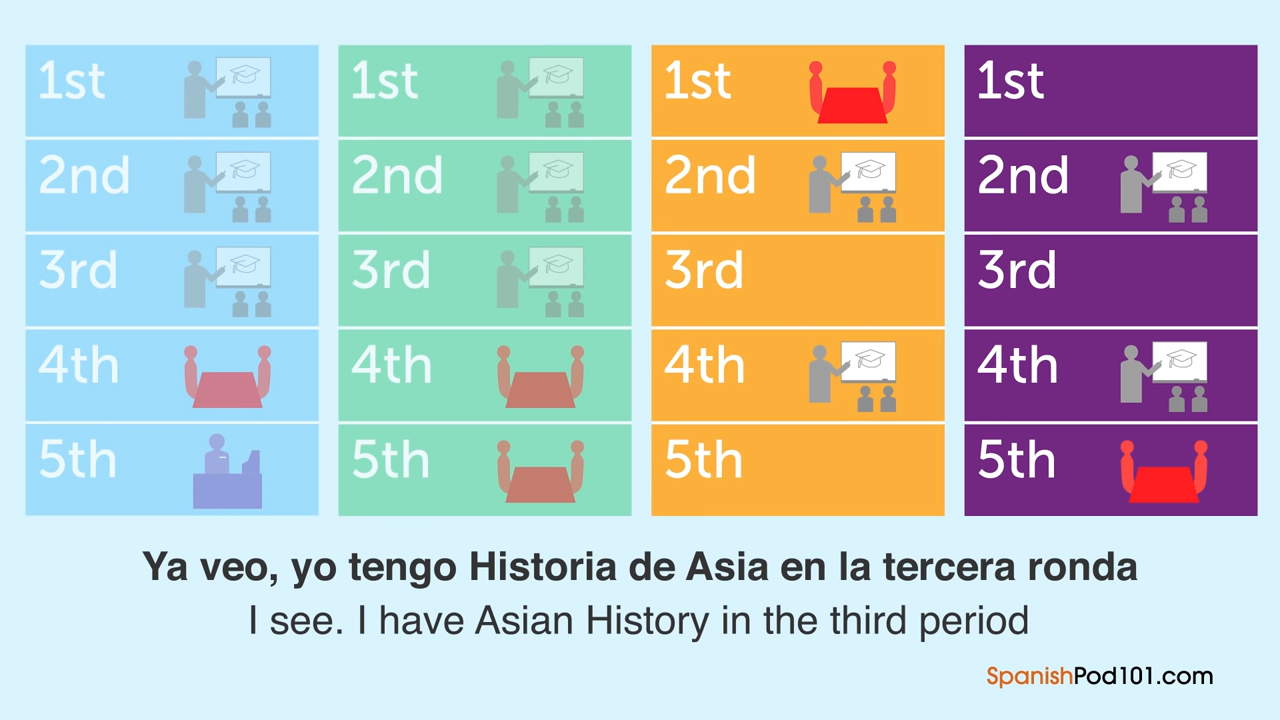 1st
2nd
3rd
4th
5th
1st
2nd
3rd
4th
5th
1st
2nd
3rd
4th
5th
1st
2nd
3rd
4th
5th
Ya veo, yo tengo Historia de Asia en la tercera ronda
I see. I have Asian History in the third period
SpanishPod101.com